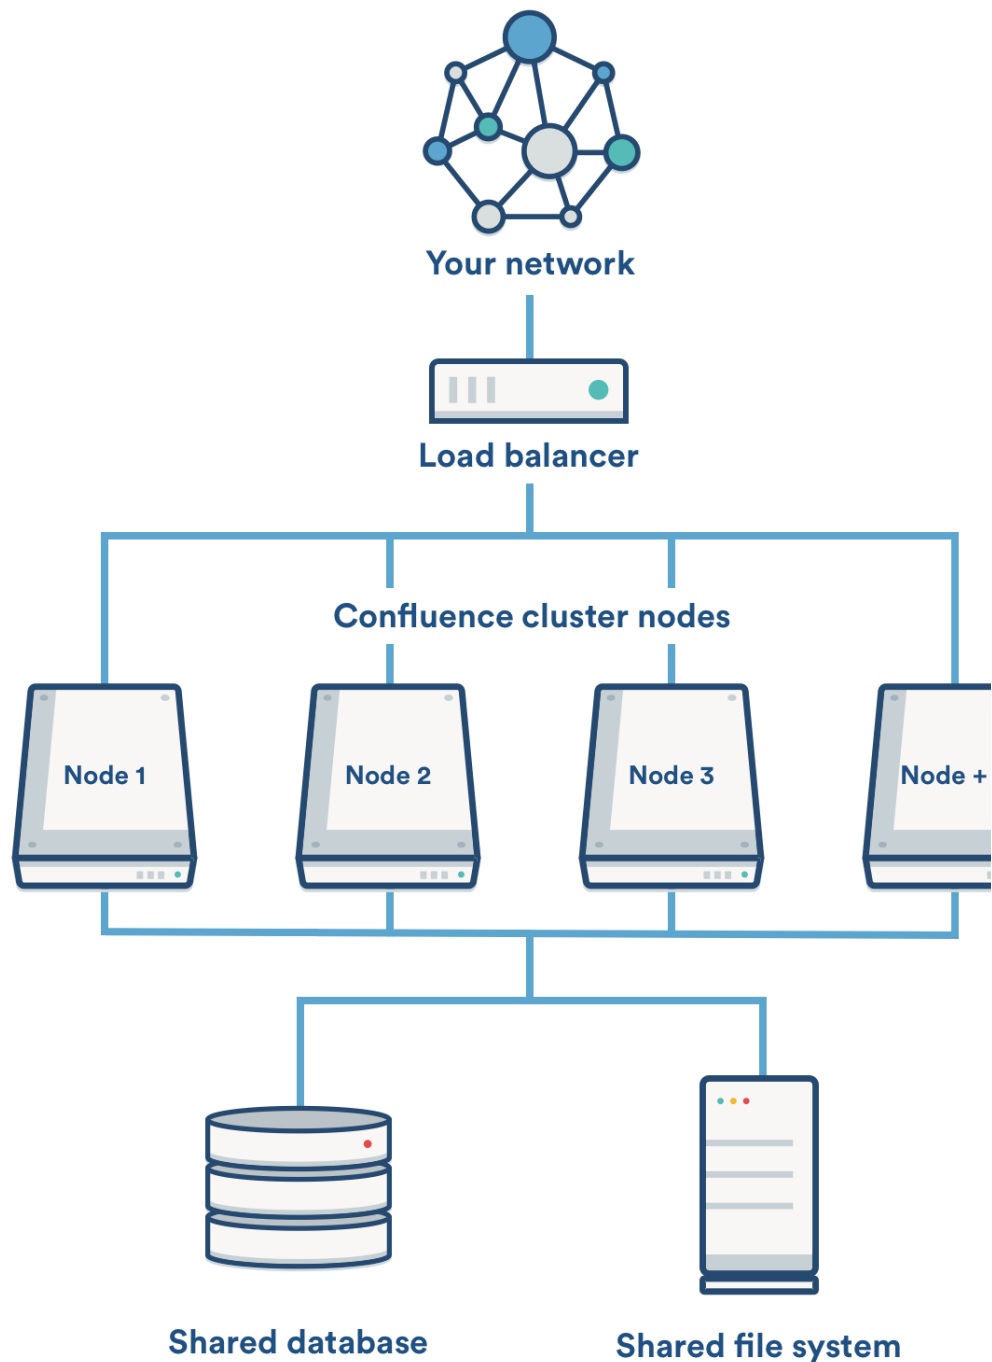 Your network
Load balancer
Confluence cluster nodes
Node 1
Node 2
Node 3
Node +
Shared database
Shared file system